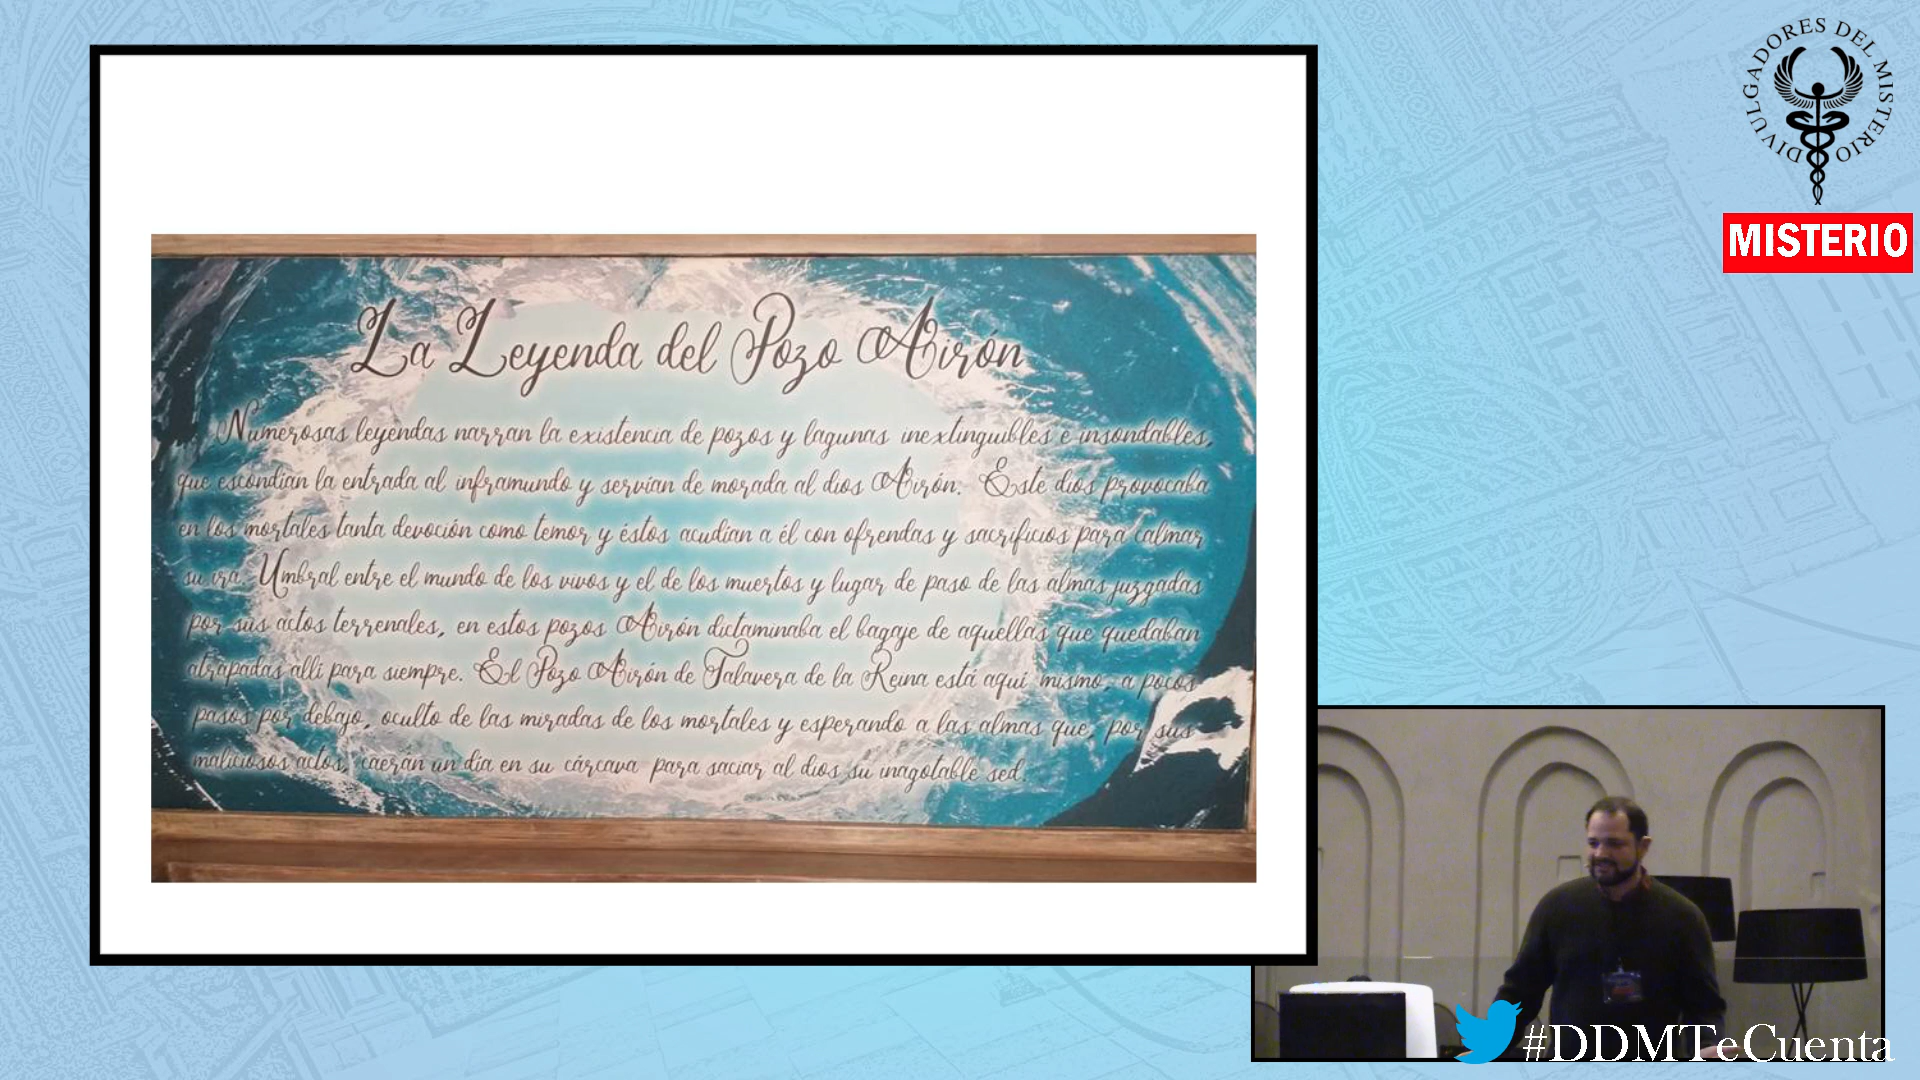 DIVULGADORES DEL MISTERIO
MISTERIO
La Leyenda del Pozo Airón
Numerosas leyendas narran la existencia de pozos y lagunas inextinguibles e insondables,
que escondían la entrada al inframundo y servían de morada al dios Airón. Este dios provocaba
en los mortales tanta devoción como temor y éstos acudían a él con ofrendas y sacrificios para calmar
su ira. Umbral entre el mundo de los vivos y el de los muertos y lugar de paso de las almas juzgadas
por sus actos terrenales, en estos pozos Airón dictaminaba el bagaje de aquellas que quedaban
atrapadas allí para siempre. El Pozo Airón de Talavera de la Reina está aquí mismo, a pocos
pasos por debajo, oculto de las miradas de los mortales y esperando a las almas que, por sus
maliciosos actos, caerán un día en su cárcava para saciar al dios su inagotable sed.
#DDMTeCuenta